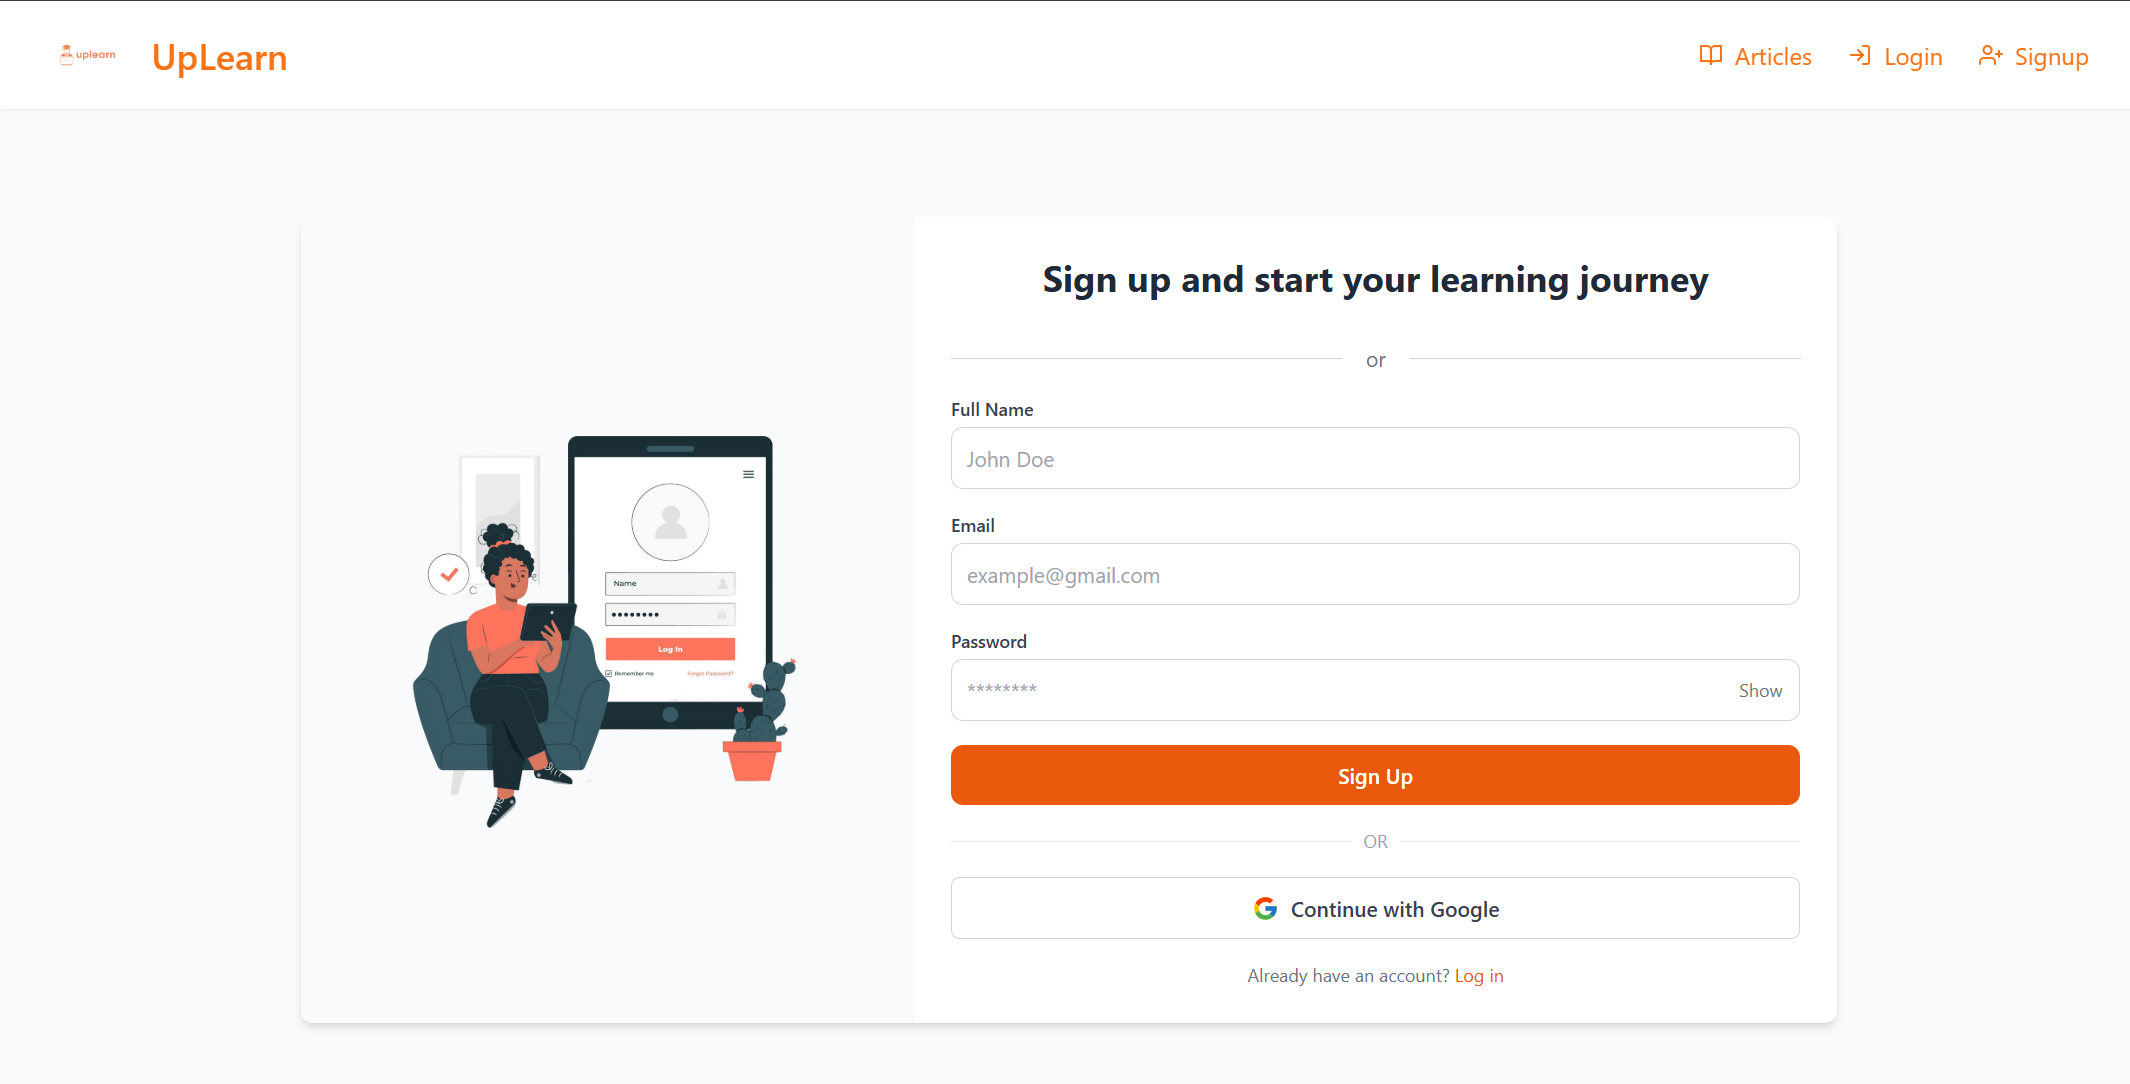 uplearn
UpLearn
Articles
Login
Signup
Name
••••••••
Log In
Remember me
Forgot Password?
Sign up and start your learning journey
or
Full Name
John Doe
Email
example@gmail.com
Password
********
Show
Sign Up
OR
Continue with Google
Already have an account? Log in